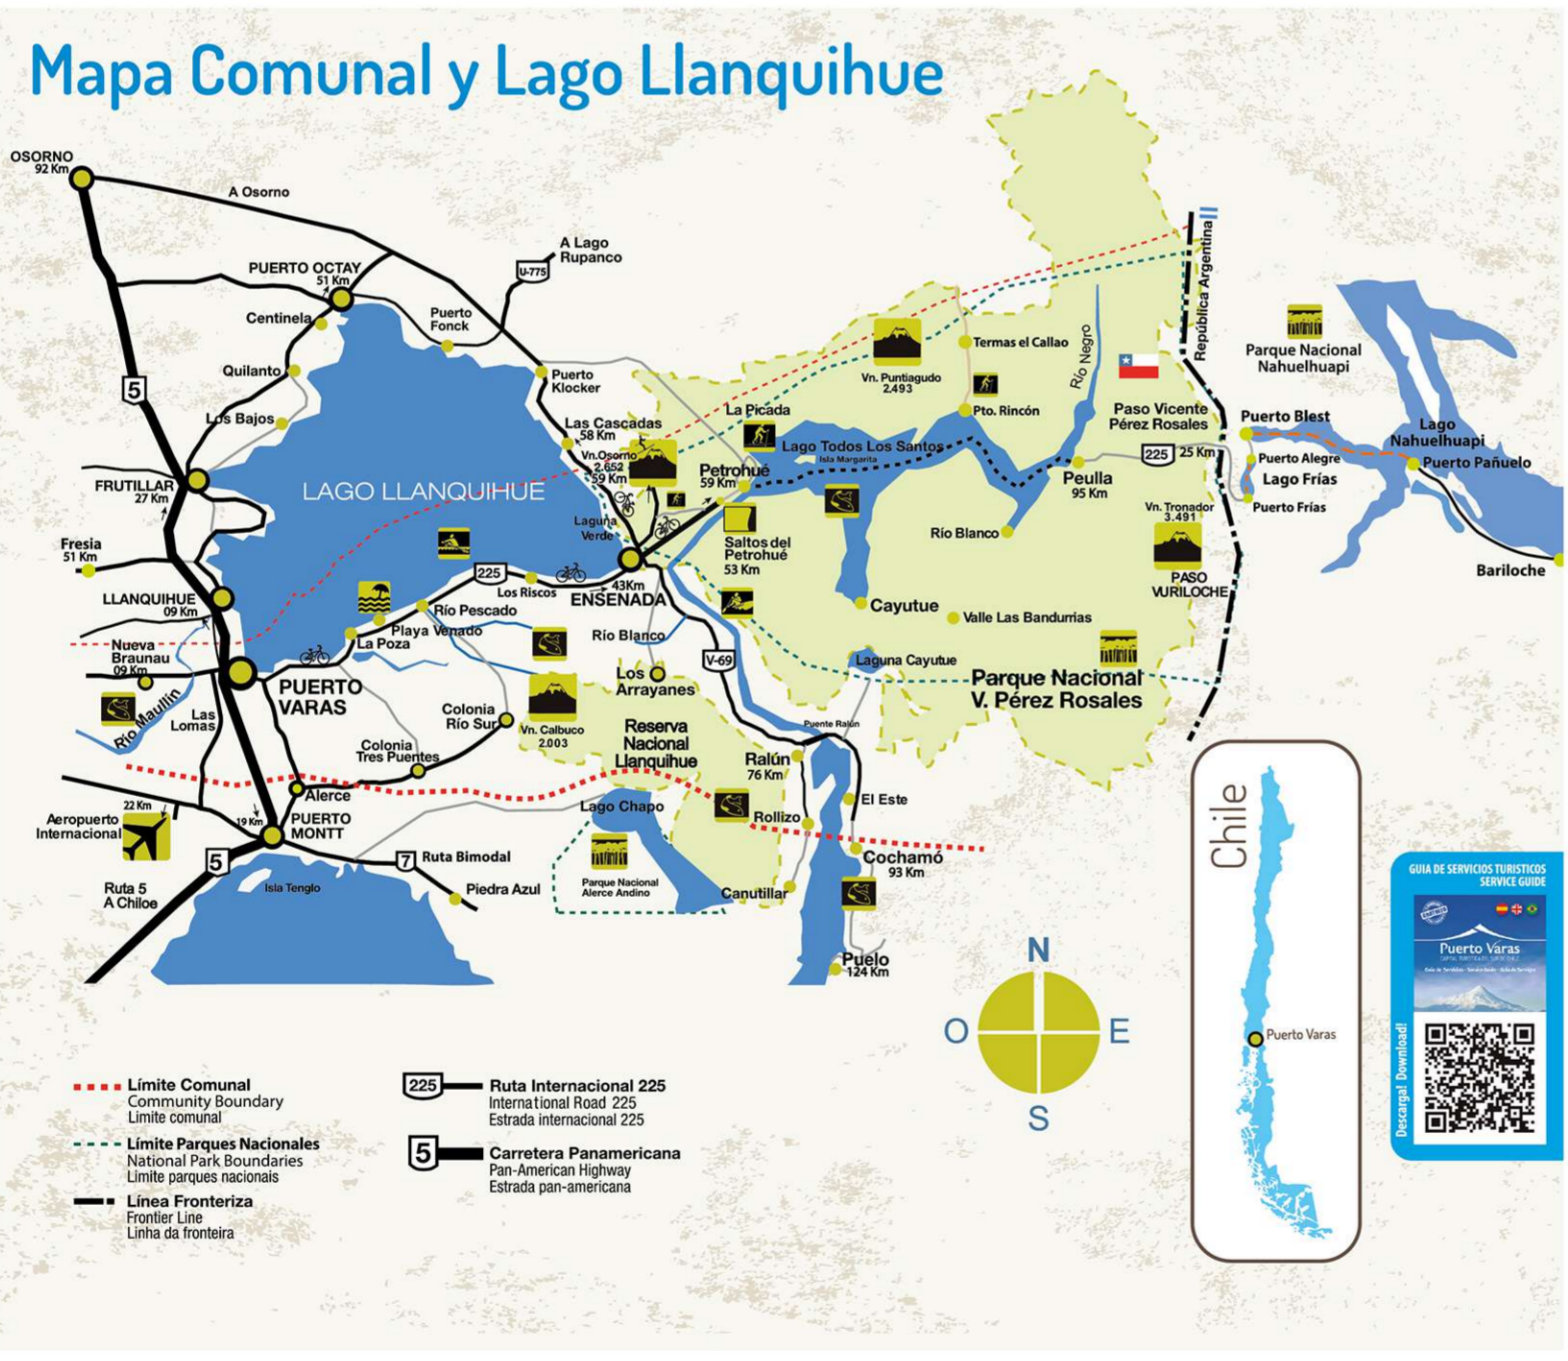 Mapa Comunal y Lago Llanquihue
OSORNO
92 Km
A Osorno
A Lago
Rupanco
U-775
PUERTO OCTAY
51 Km
Centinela
Puerto
Fonck
Quilanto
Puerto
Klocker
5
Los Bajos
Las Cascadas
58 Km
Vn.Osorno
2.652
59 Km
FRUTILLAR
27 Km
LAGO LLANQUIHUE
Laguna
Verde
Fresia
51 Km
225
Los Riscos
43Km
ENSENADA
LLANQUIHUE
09 Km
Río Pescado
Playa Venado
La Poza
Nueva
Braunau
09 Km
PUERTO
VARAS
Río Maullín
Las
Lomas
Río Blanco
Los
Arrayanes
V-69
Colonia
Río Sur
Vn. Calbuco
2.003
Colonia
Tres Puentes
Reserva
Nacional
Llanquihue
Alerce
22 Km
Aeropuerto
Internacional
19 Km
PUERTO
MONTT
5
7
Ruta Bimodal
Ruta 5
A Chiloe
Isla Tenglo
Piedra Azul
Lago Chapo
Parque Nacional
Alerce Andino
Puente Ralún
Ralún
76 Km
El Este
Rollizo
Cochamó
93 Km
Canutillar
Puelo
124 Km
La Picada
Petrohué
59 Km
Lago Todos Los Santos
Isla Margarita
Saltos del
Petrohué
53 Km
Vn. Puntiagudo
2.493
Termas el Callao
Pto. Rincón
Río Negro
Paso Vicente
Pérez Rosales
225
25 Km
Peulla
95 Km
Río Blanco
Vn. Tronador
3.491
PASO
VURILOCHE
Cayutue
Valle Las Bandurrias
Laguna Cayutue
Parque Nacional
V. Pérez Rosales
República Argentina
Parque Nacional
Nahuelhuapi
Puerto Blest
Puerto Alegre
Lago Frías
Puerto Frías
Lago
Nahuelhuapi
Puerto Pañuelo
Bariloche
N
O
E
S
Chile
Puerto Varas
GUIA DE SERVICIOS TURISTICOS
SERVICE GUIDE
Puerto Varas
Descarga! Download!
Límite Comunal
Community Boundary
Limite comunal
Límite Parques Nacionales
National Park Boundaries
Limite parques nacionais
Línea Fronteriza
Frontier Line
Linha da fronteira
225
Ruta Internacional 225
International Road 225
Estrada internacional 225
5
Carretera Panamericana
Pan-American Highway
Estrada pan-americana